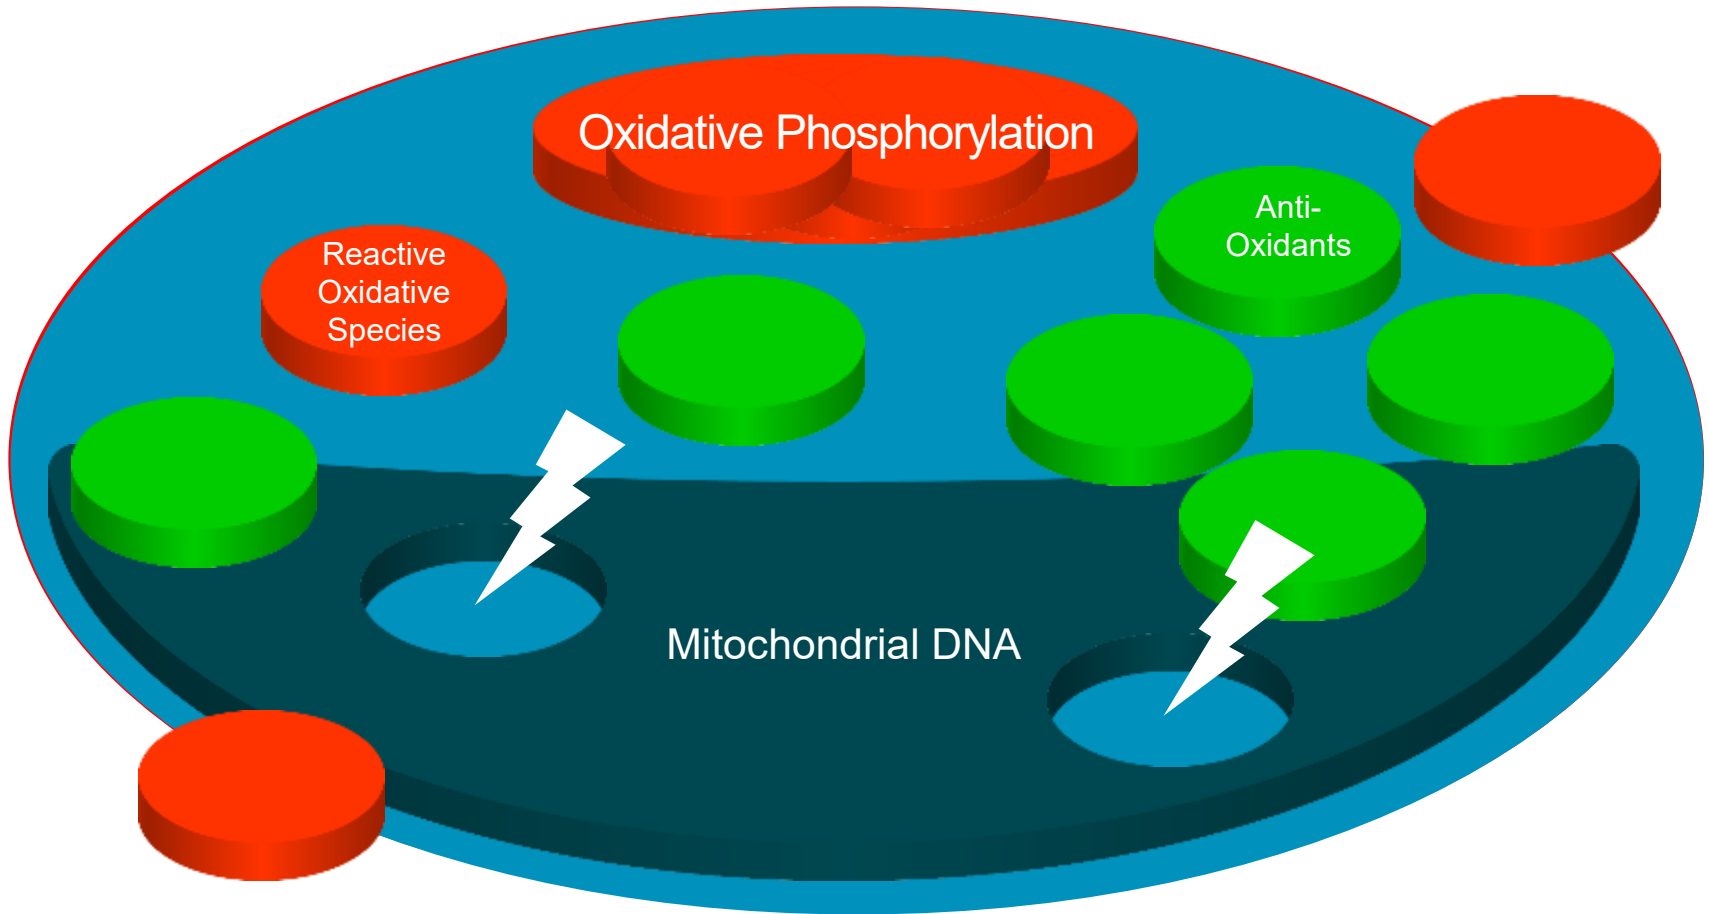 Oxidative Phosphorylation
Anti-
Oxidants
Reactive
Oxidative
Species
Mitochondrial DNA